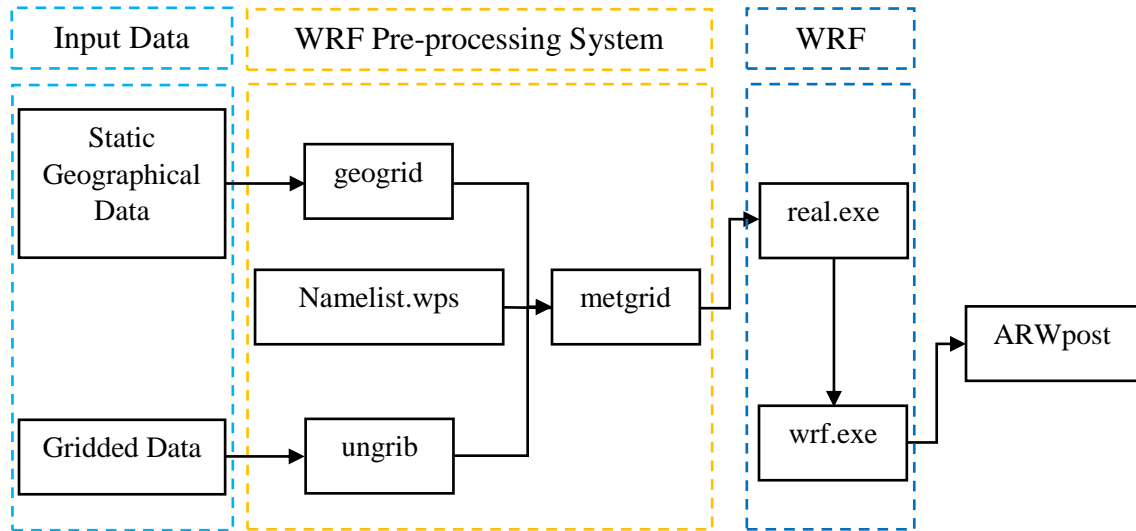 Input Data
WRF Pre-processing System
WRF
Static
Geographical
Data
geogrid
real.exe
Namelist.wps
metgrid
ARWpost
Gridded Data
ungrib
wrf.exe